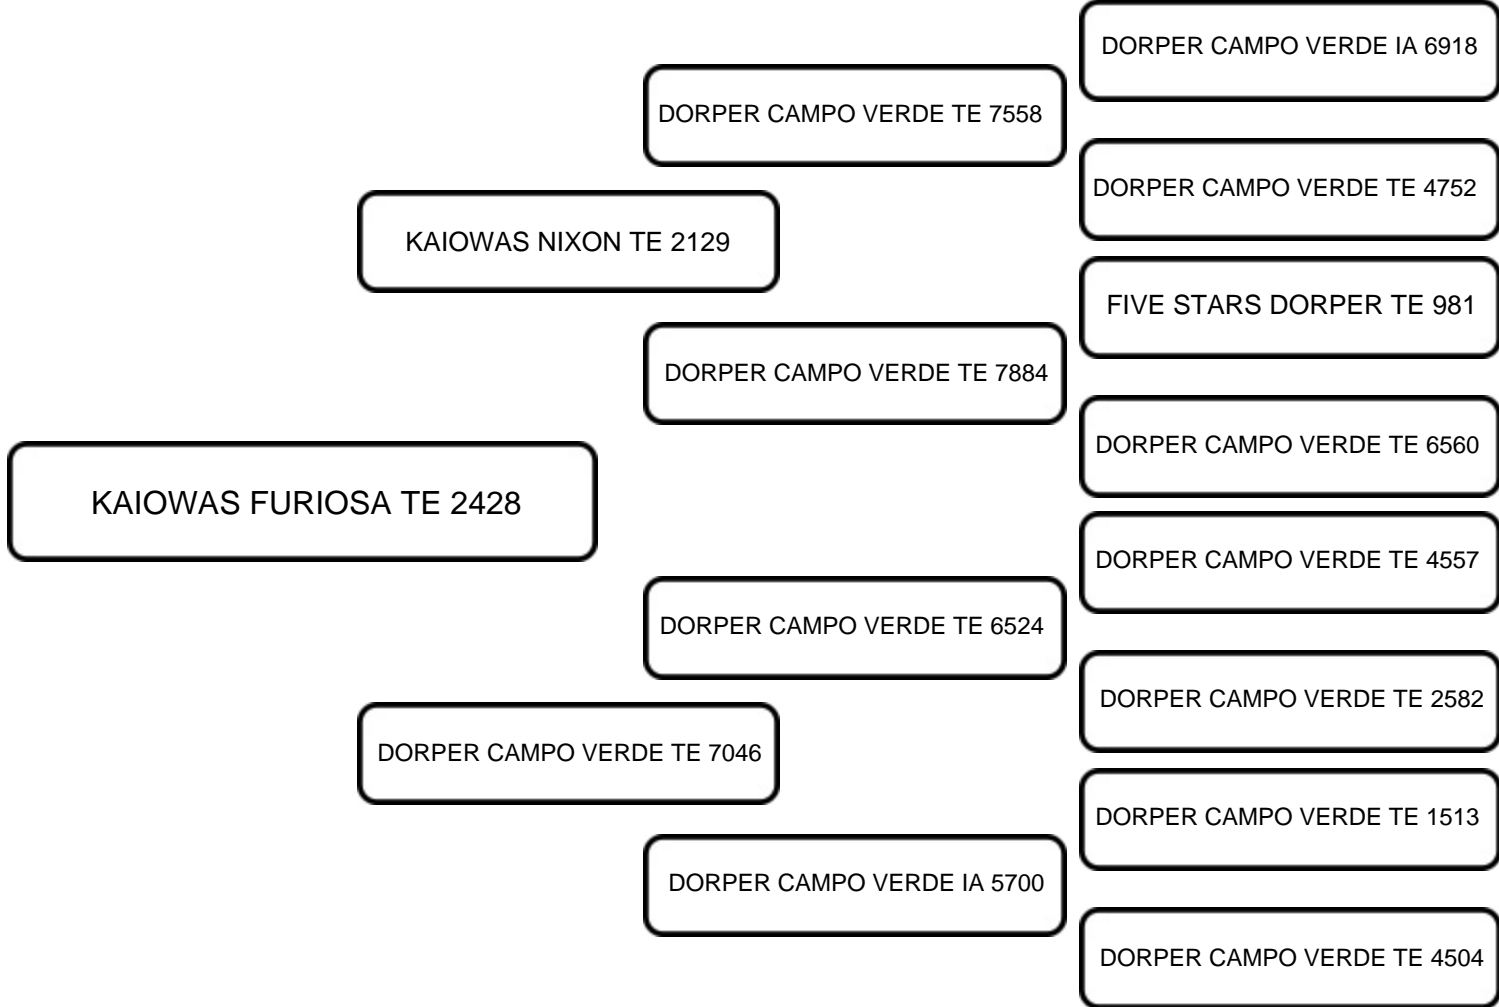 DORPER CAMPO VERDE IA 6918
DORPER CAMPO VERDE TE 7558
DORPER CAMPO VERDE TE 4752
KAIOWAS NIXON TE 2129
FIVE STARS DORPER TE 981
DORPER CAMPO VERDE TE 7884
DORPER CAMPO VERDE TE 6560
KAIOWAS FURIOSA TE 2428
DORPER CAMPO VERDE TE 4557
DORPER CAMPO VERDE TE 6524
DORPER CAMPO VERDE TE 2582
DORPER CAMPO VERDE TE 7046
DORPER CAMPO VERDE TE 1513
DORPER CAMPO VERDE IA 5700
DORPER CAMPO VERDE TE 4504